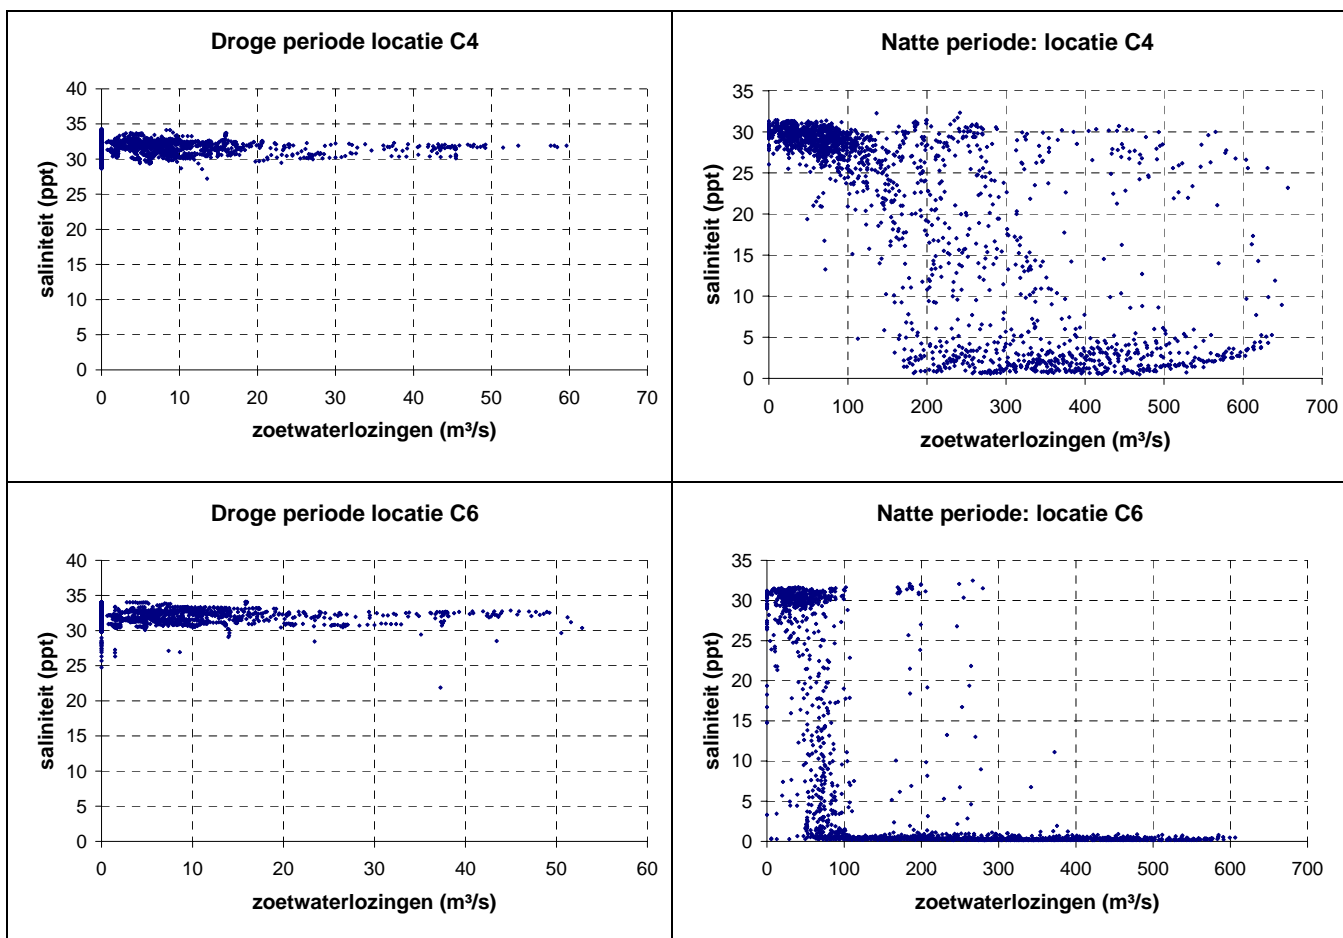 Droge periode locatie C4
40
35
30
25
20
15
10
5
0
saliniteit (ppt)
0 10 20 30 40 50 60 70
zoetwaterlozingen (m³/s)
Natte periode: locatie C4
35
30
25
20
15
10
5
0
saliniteit (ppt)
0 100 200 300 400 500 600 700
zoetwaterlozingen (m³/s)
Droge periode locatie C6
40
35
30
25
20
15
10
5
0
saliniteit (ppt)
0 10 20 30 40 50 60
zoetwaterlozingen (m³/s)
Natte periode: locatie C6
35
30
25
20
15
10
5
0
saliniteit (ppt)
0 100 200 300 400 500 600 700
zoetwaterlozingen (m³/s)